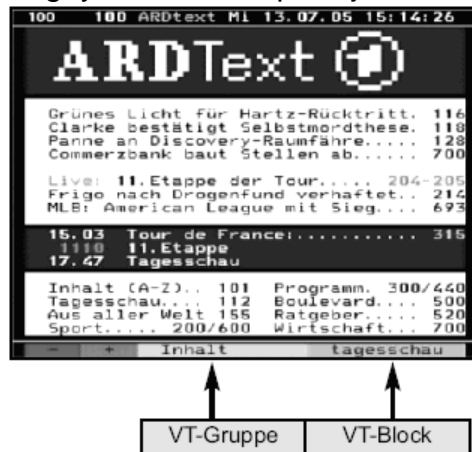 100 100 ARDtext Mi 13.07.05 15:14:26
ARDText 1
Grünes Licht für Hartz-Rücktritt. 116
Clarke bestätigt Selbstmordthese. 118
Panne an Discovery-Raumfähre..... 128
Commerzbank baut Stellen ab...... 700
Live: 11.Etappe der Tour..... 204-205
Frigo nach Drogenfund verhaftet.. 214
MLB: American League mit Sieg.... 693
15.03 Tour de France:........... 315
1110 11.Etappe
17.47 Tagesschau
Inhalt (A-Z).. 101 Programm. 300/440
Tagesschau.... 112 Boulevard.... 500
Aus aller Welt 155 Ratgeber..... 520
Sport..... 200/600 Wirtschaft... 700
- + Inhalt tagesschau
VT-Gruppe VT-Block